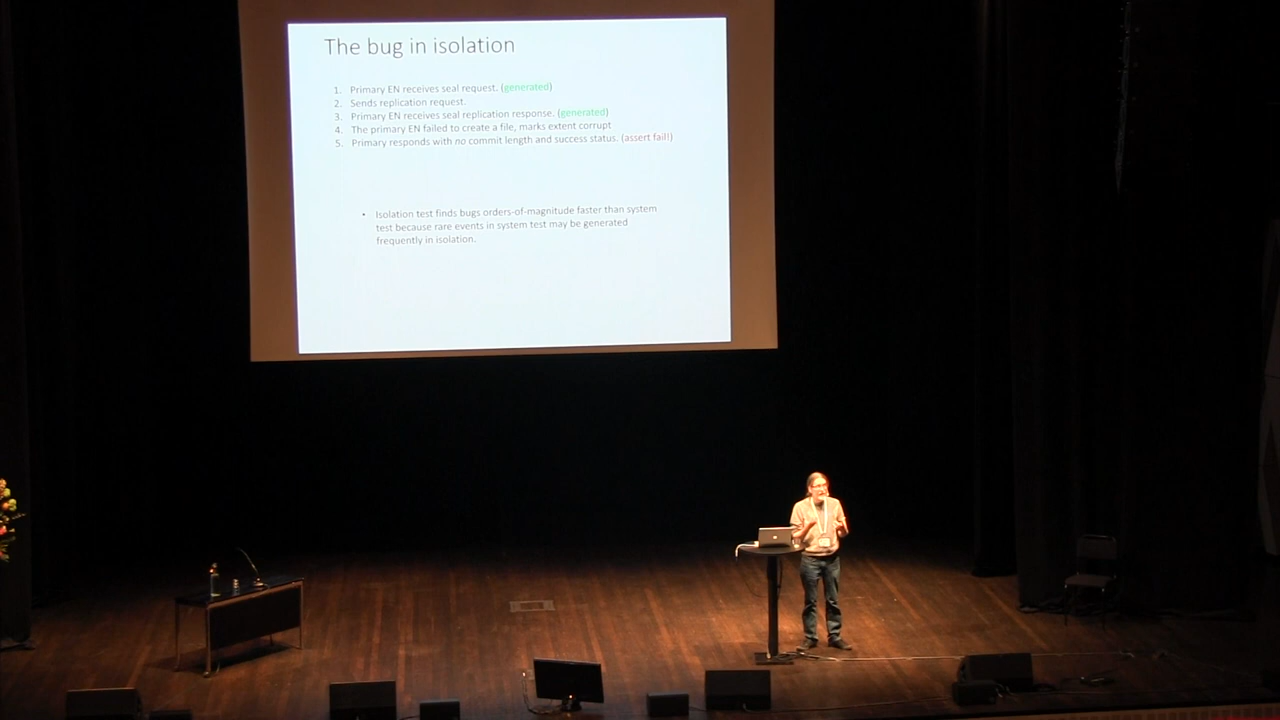 The bug in isolation
1. Primary EN receives seal request. (generated)
2. Sends replication request.
3. Primary EN receives seal replication response. (generated)
4. The primary EN failed to create a file, marks extent corrupt
5. Primary responds with no commit length and success status. (assert fail!)
• Isolation test finds bugs orders-of-magnitude faster than system
test because rare events in system test may be generated
frequently in isolation.